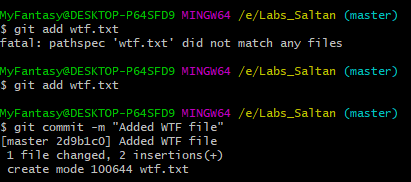 MyFantasy@DESKTOP-P64SFD9 MINGW64 /e/Labs_Saltan (master)
$ git add wtf.txt
fatal: pathspec 'wtf.txt' did not match any files
MyFantasy@DESKTOP-P64SFD9 MINGW64 /e/Labs_Saltan (master)
$ git add wtf.txt
MyFantasy@DESKTOP-P64SFD9 MINGW64 /e/Labs_Saltan (master)
$ git commit -m "Added WTF file"
[master 2d9b1c0] Added WTF file
1 file changed, 2 insertions(+)
create mode 100644 wtf.txt